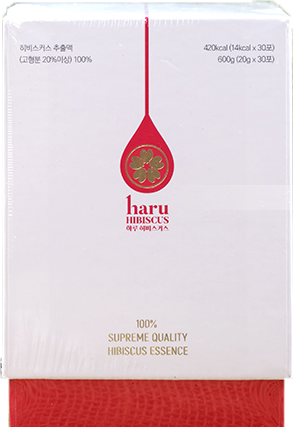 히비스커스 추출액
(고형분 20%이상) 100%
420kcal (14kcal x 30포)
600g (20g x 30포)
haru
HIBISCUS
하루 히비스커스
100%
SUPREME QUALITY
HIBISCUS ESSENCE